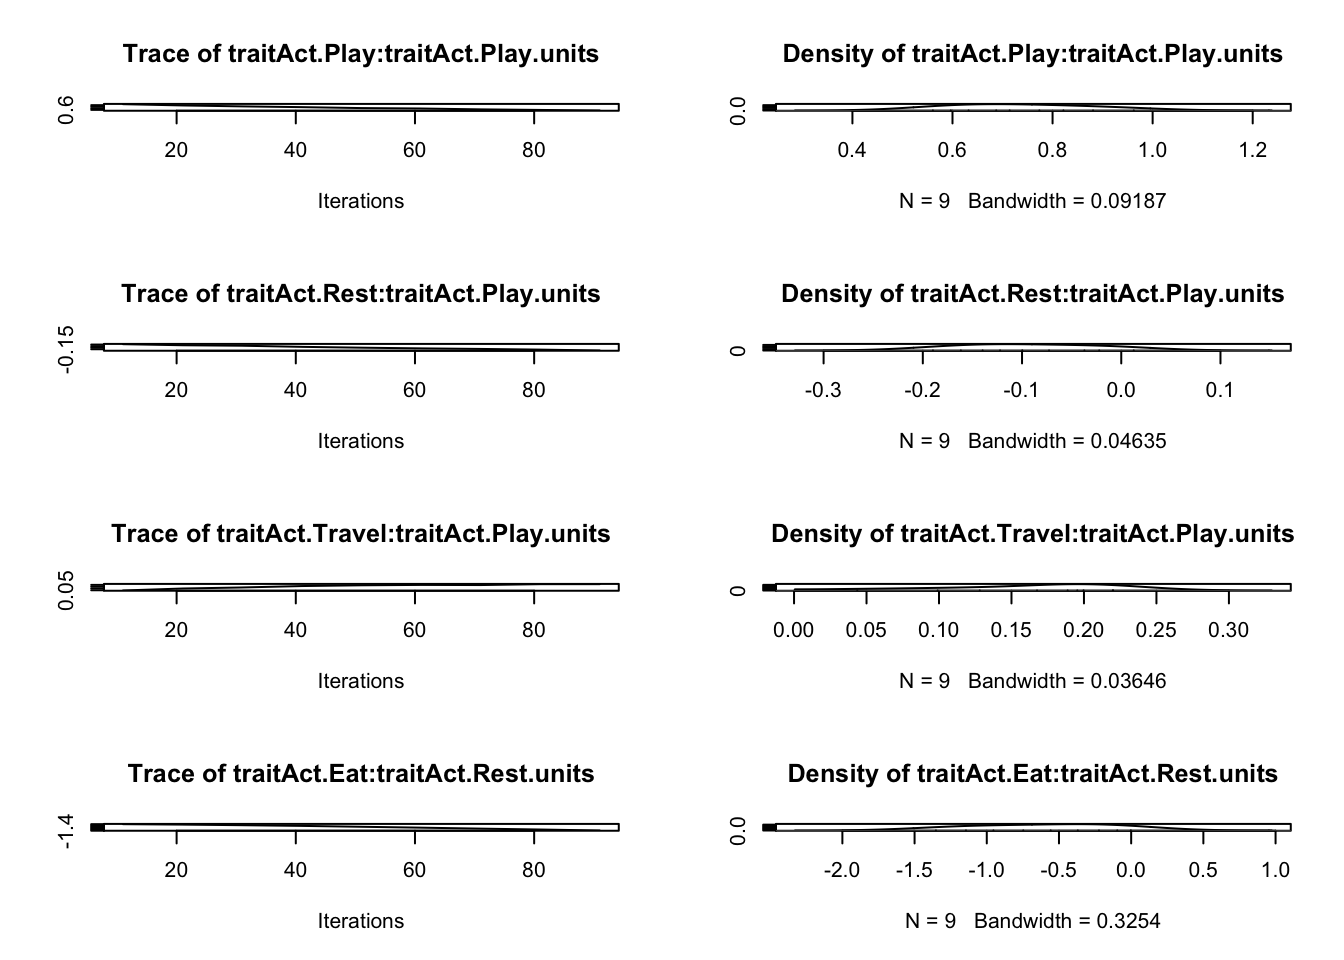 Trace of traitAct.Play:traitAct.Play.units
0.6
20 40 60 80
Iterations
Density of traitAct.Play:traitAct.Play.units
0.0
0.4 0.6 0.8 1.0 1.2
N = 9 Bandwidth = 0.09187
Trace of traitAct.Rest:traitAct.Play.units
-0.15
20 40 60 80
Iterations
Density of traitAct.Rest:traitAct.Play.units
0
-0.3 -0.2 -0.1 0.0 0.1
N = 9 Bandwidth = 0.04635
Trace of traitAct.Travel:traitAct.Play.units
0.05
20 40 60 80
Iterations
Density of traitAct.Travel:traitAct.Play.units
0
0.00 0.05 0.10 0.15 0.20 0.25 0.30
N = 9 Bandwidth = 0.03646
Trace of traitAct.Eat:traitAct.Rest.units
-1.4
20 40 60 80
Iterations
Density of traitAct.Eat:traitAct.Rest.units
0.0
-2.0 -1.5 -1.0 -0.5 0.0 0.5 1.0
N = 9 Bandwidth = 0.3254